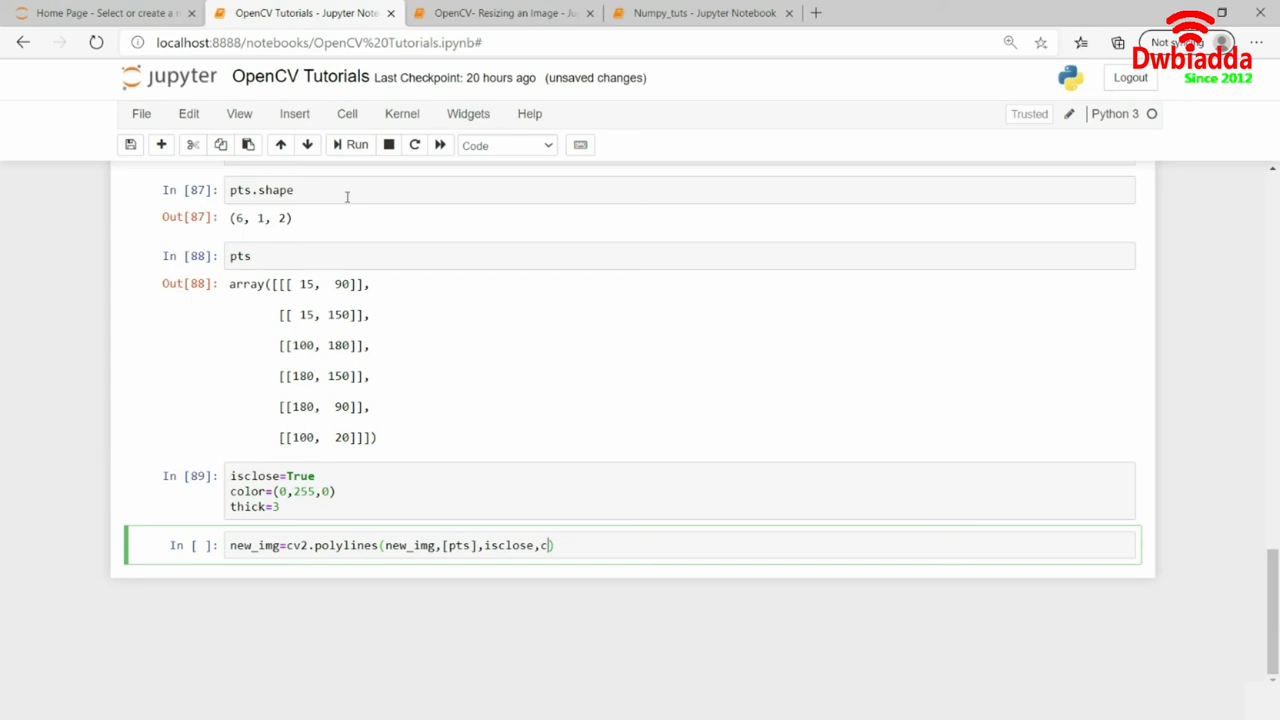 Home Page - Select or create a n
OpenCV Tutorials - Jupyter Note
OpenCV- Resizing an Image - Ju
Numpy_tuts - Jupyter Notebook
localhost:8888/notebooks/OpenCV%20Tutorials.ipynb#
Not syncing
Dwbiadda
Since 2012
jupyter OpenCV Tutorials Last Checkpoint: 20 hours ago (unsaved changes)
Logout
File Edit View Insert Cell Kernel Widgets Help
Trusted
Python 3
Run
Code
In [87]: pts.shape
Out[87]: (6, 1, 2)
In [88]: pts
Out[88]: array([[[ 15,  90]],
[[ 15, 150]],
[[100, 180]],
[[180, 150]],
[[180,  90]],
[[100,  20]]])
In [89]: isclose=True
color=(0,255,0)
thick=3
In [ ]: new_img=cv2.polylines(new_img,[pts],isclose,c)